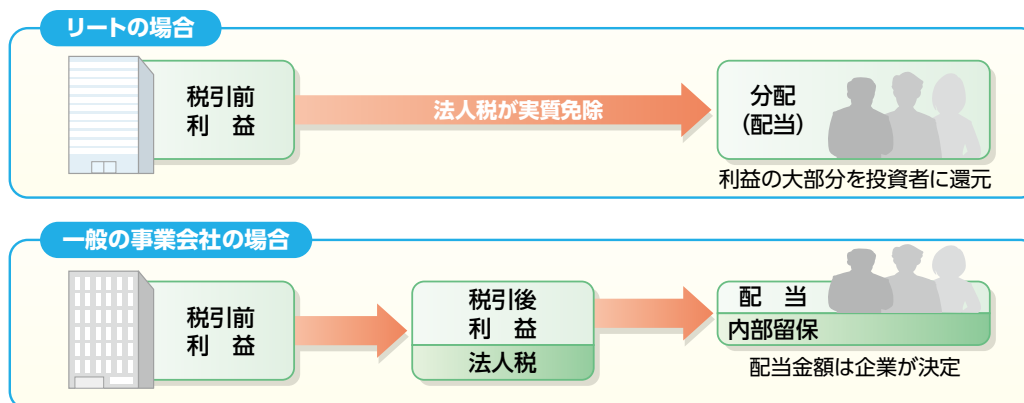 リートの場合
税引前
利　益
法人税が実質免除
分配
（配当）
利益の大部分を投資者に還元
一般の事業会社の場合
税引前
利　益
税引後
利　益
法人税
配　当
内部留保
配当金額は企業が決定